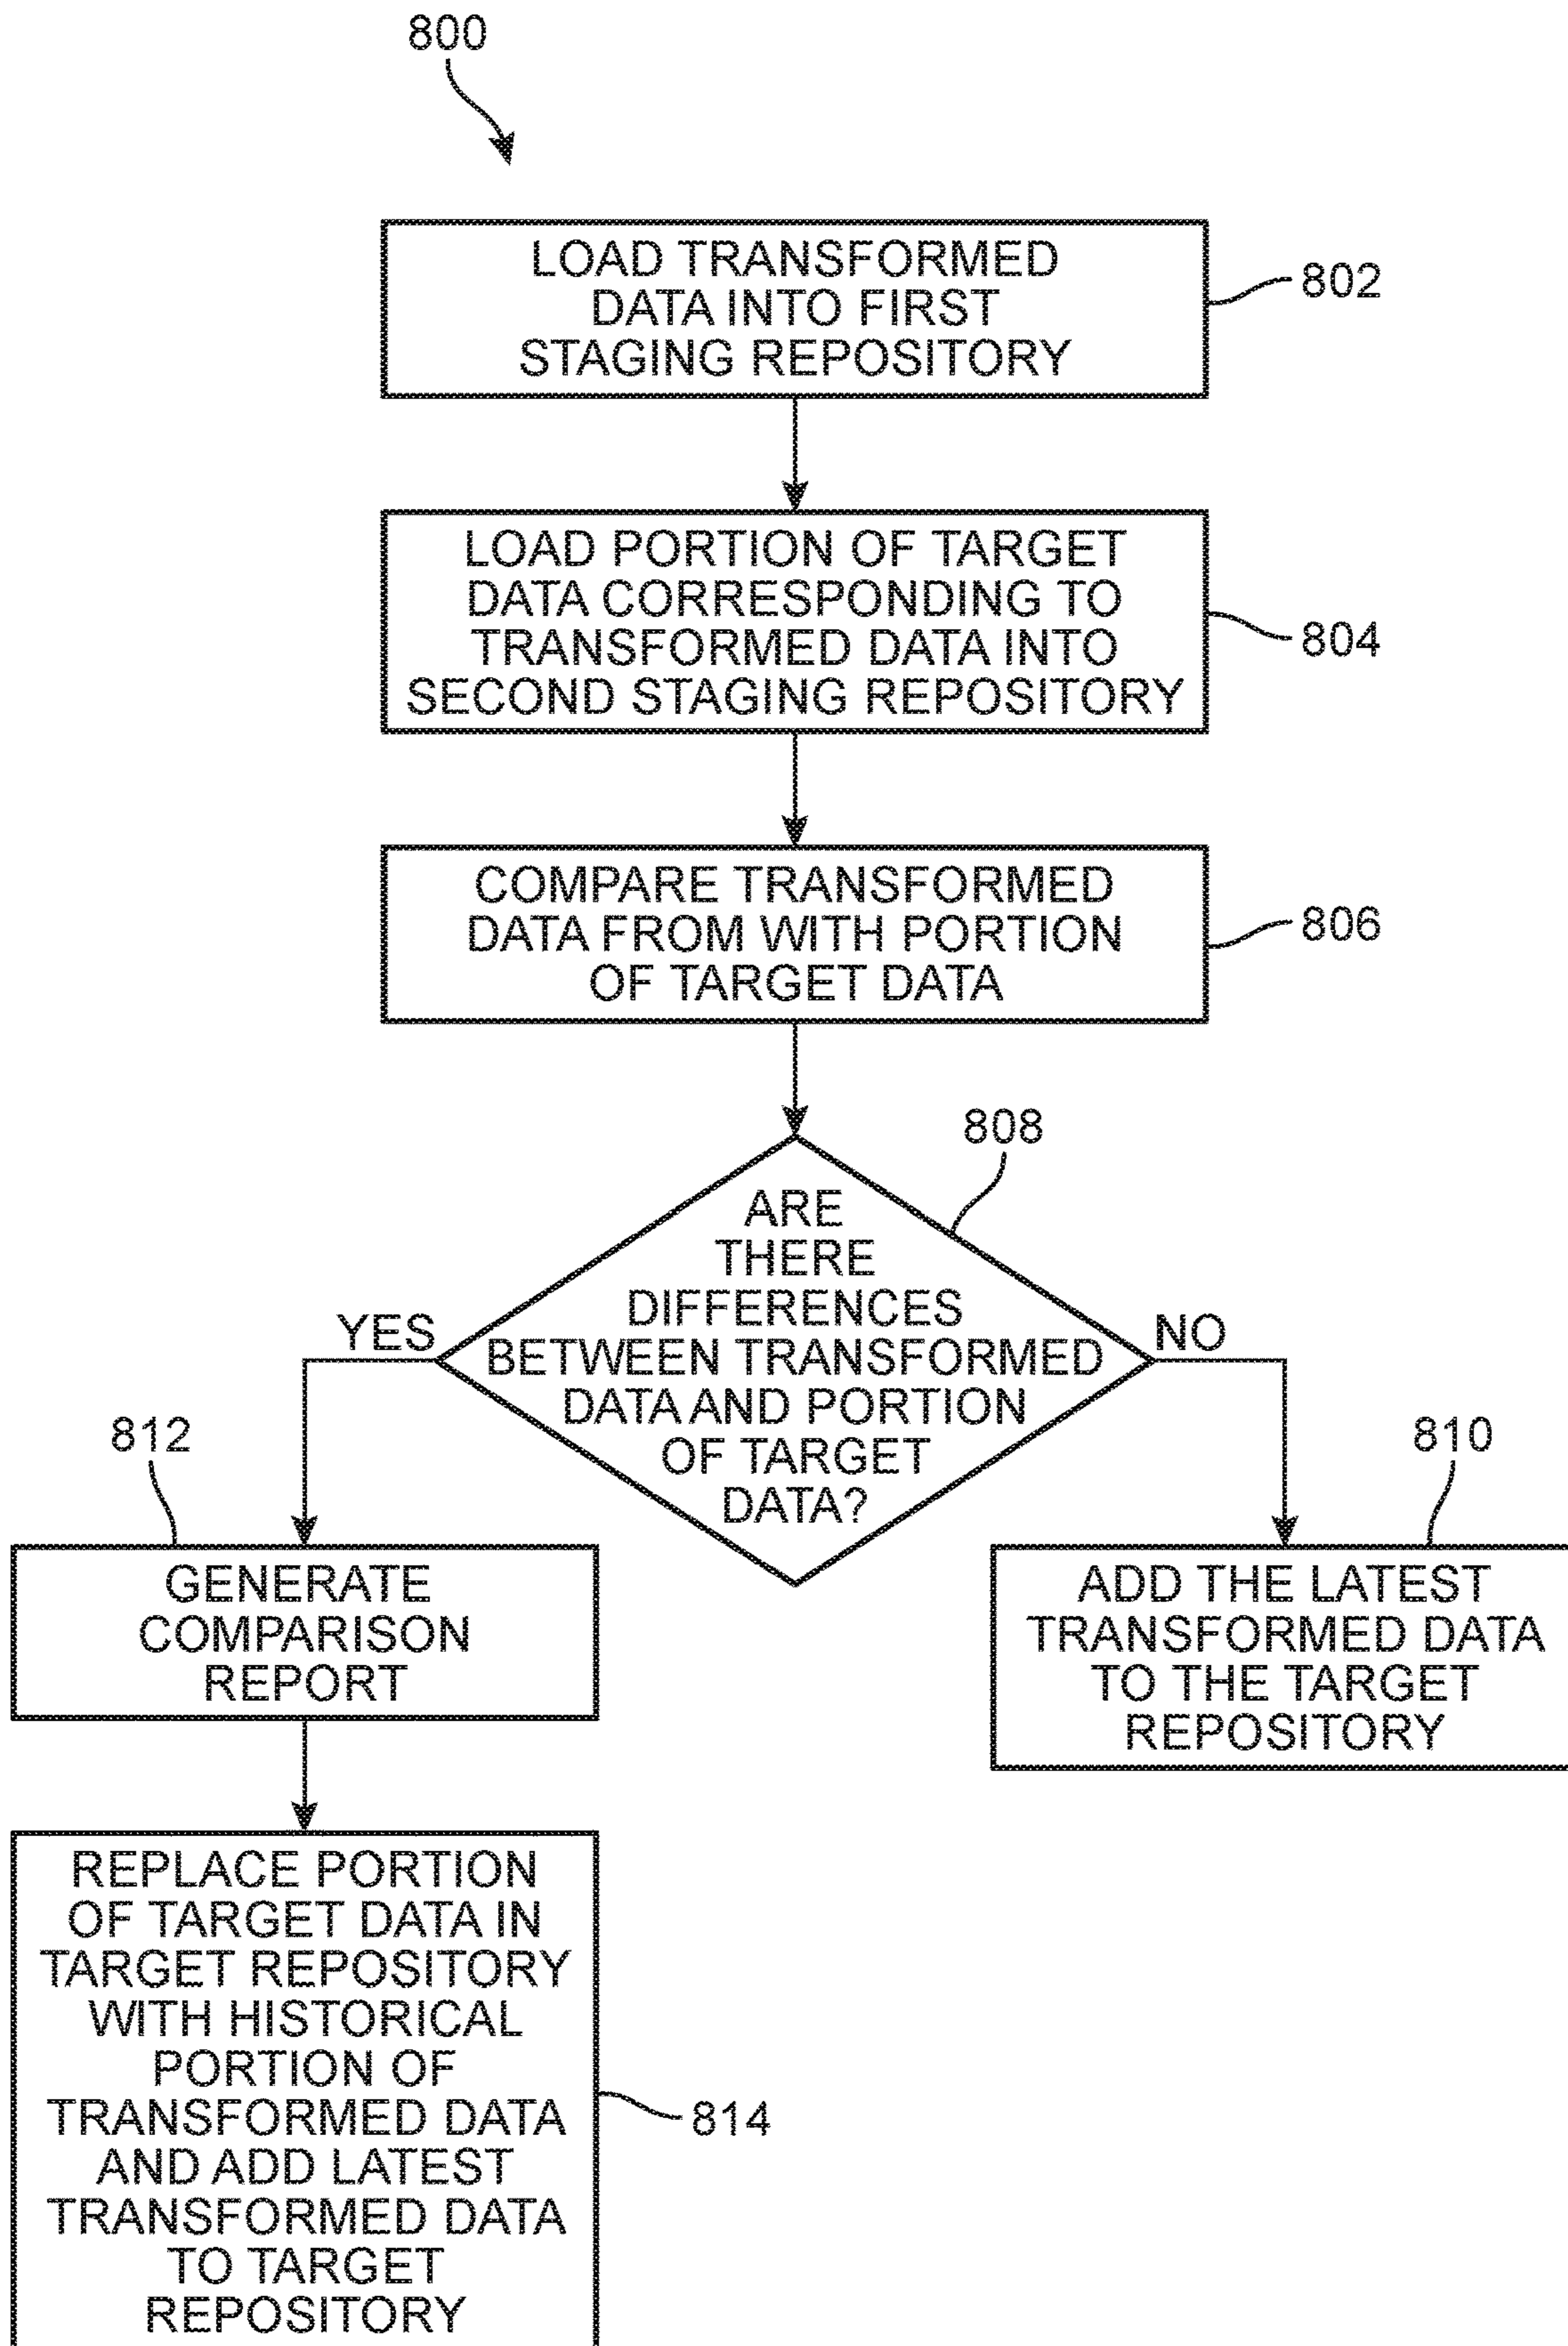 800
LOAD TRANSFORMED
DATA INTO FIRST
STAGING REPOSITORY
802
LOAD PORTION OF TARGET
DATA CORRESPONDING TO
TRANSFORMED DATA INTO
SECOND STAGING REPOSITORY
804
COMPARE TRANSFORMED
DATA FROM WITH PORTION
OF TARGET DATA
806
808
ARE
THERE
DIFFERENCES
BETWEEN TRANSFORMED
DATA AND PORTION
OF TARGET
DATA?
YES
NO
812
GENERATE
COMPARISON
REPORT
810
ADD THE LATEST
TRANSFORMED DATA
TO THE TARGET
REPOSITORY
REPLACE PORTION
OF TARGET DATA IN
TARGET REPOSITORY
WITH HISTORICAL
PORTION OF
TRANSFORMED DATA
AND ADD LATEST
TRANSFORMED DATA
TO TARGET
REPOSITORY
814